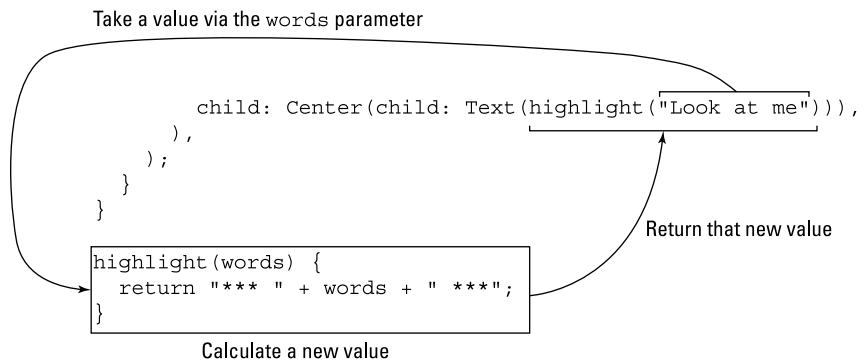 Take a value via the words parameter
child: Center(child: Text(highlight("Look at me"))),
),
);
}
}
Return that new value
highlight(words) {
return "*** " + words + " ***";
}
Calculate a new value